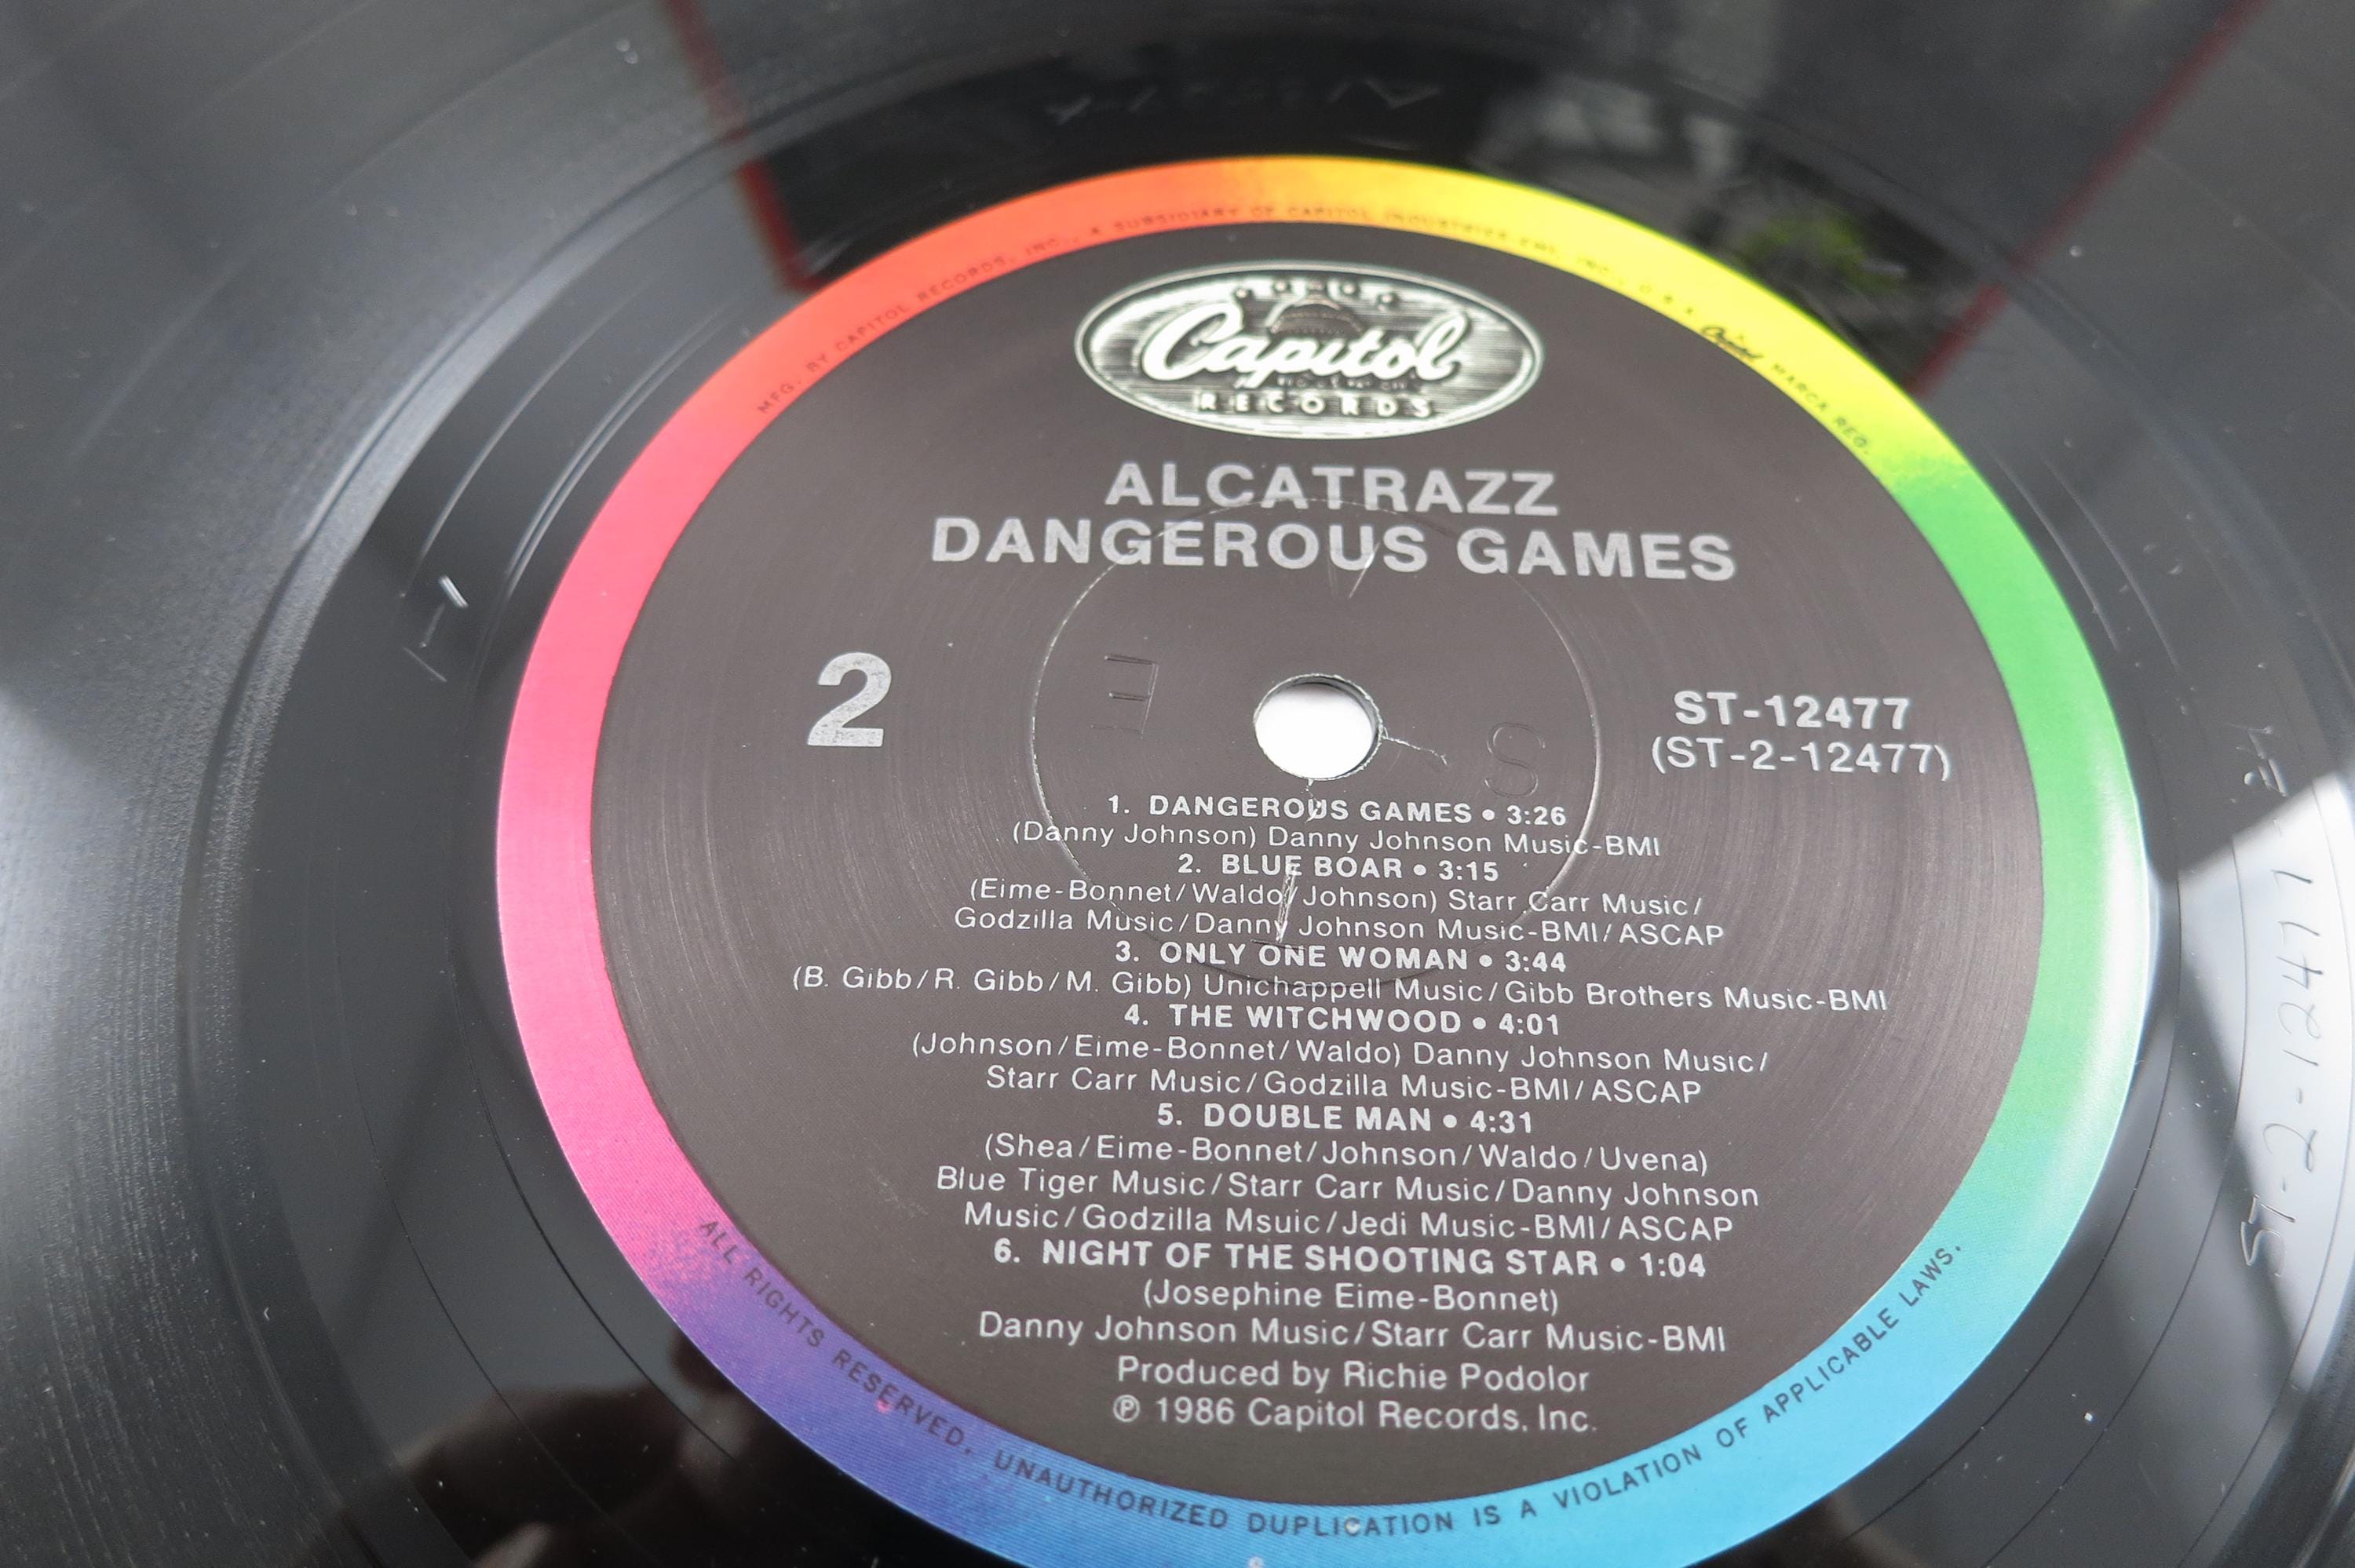 MFG. BY CAPITOL RECORDS, INC., A SUBSIDIARY OF CAPITOL INDUSTRIES-EMI, INC., U.S.A. Capitol MARCA REG.
Capitol
RECORDS
ALCATRAZZ
DANGEROUS GAMES
2
ST-12477
(ST-2-12477)
E
S
1. DANGEROUS GAMES • 3:26
(Danny Johnson) Danny Johnson Music-BMI
2. BLUE BOAR • 3:15
(Eime-Bonnet/Waldo/Johnson) Starr Carr Music/
Godzilla Music/Danny Johnson Music-BMI/ASCAP
3. ONLY ONE WOMAN • 3:44
(B. Gibb/R. Gibb/M. Gibb) Unichappell Music/Gibb Brothers Music-BMI
4. THE WITCHWOOD • 4:01
(Johnson/Eime-Bonnet/Waldo) Danny Johnson Music/
Starr Carr Music/Godzilla Music-BMI/ASCAP
5. DOUBLE MAN • 4:31
(Shea/Eime-Bonnet/Johnson/Waldo/Uvena)
Blue Tiger Music/Starr Carr Music/Danny Johnson
Music/Godzilla Msuic/Jedi Music-BMI/ASCAP
6. NIGHT OF THE SHOOTING STAR • 1:04
(Josephine Eime-Bonnet)
Danny Johnson Music/Starr Carr Music-BMI
Produced by Richie Podolor
℗ 1986 Capitol Records, Inc.
ALL RIGHTS RESERVED. UNAUTHORIZED DUPLICATION IS A VIOLATION OF APPLICABLE LAWS.
ST-2-12477